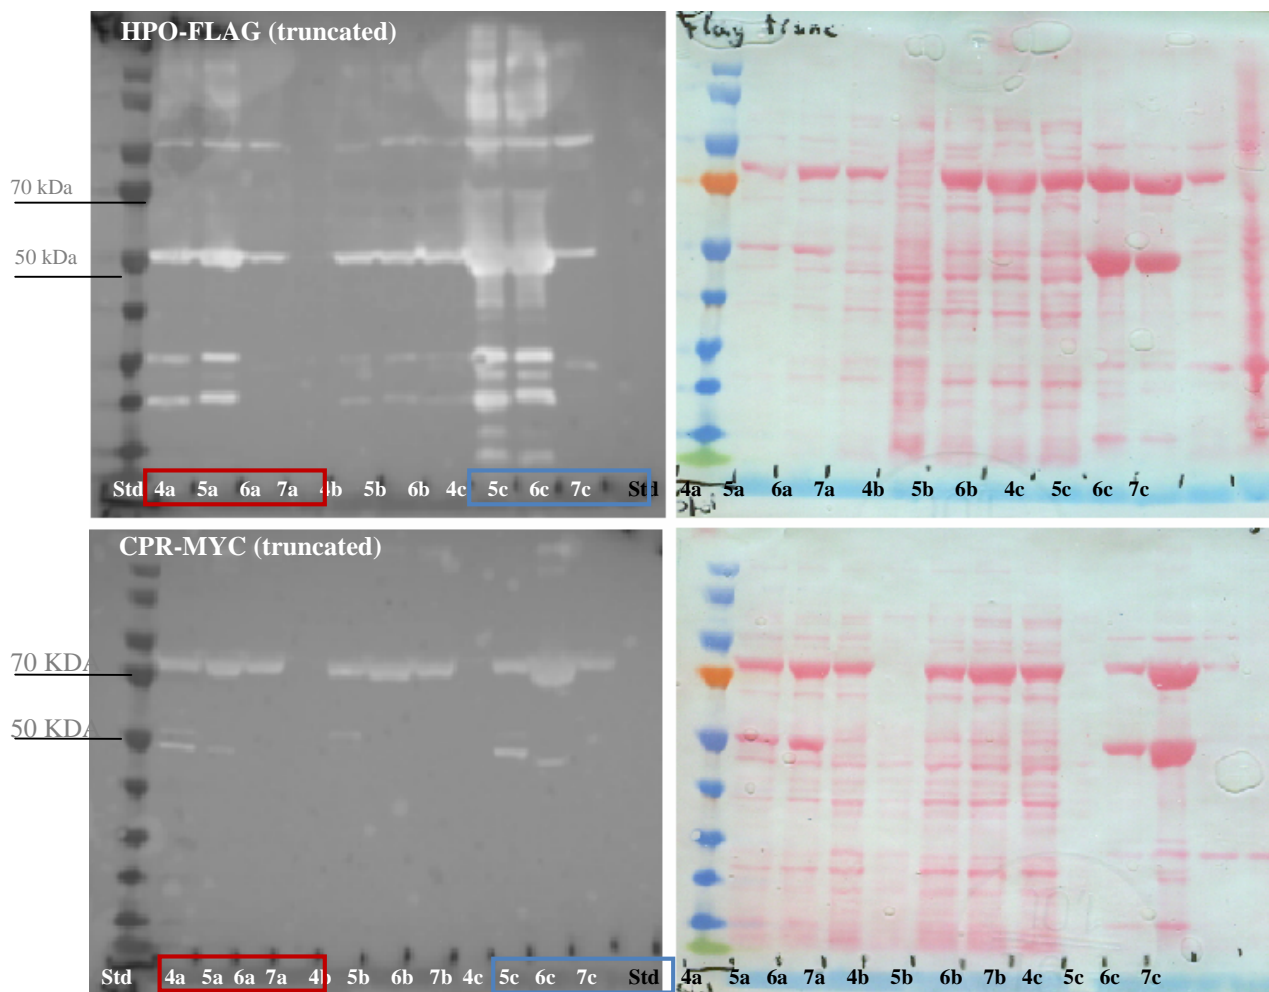 HPO-FLAG (truncated)
Flag trunc
70 kDa
50 kDa
Std 4a 5a 6a 7a 4b 5b 6b 4c 5c 6c 7c Std
4a 5a 6a 7a 4b 5b 6b 4c 5c 6c 7c
CPR-MYC (truncated)
70 KDA
50 KDA
Std 4a 5a 6a 7a 4b 5b 6b 7b 4c 5c 6c 7c Std
4a 5a 6a 7a 4b 5b 6b 7b 4c 5c 6c 7c